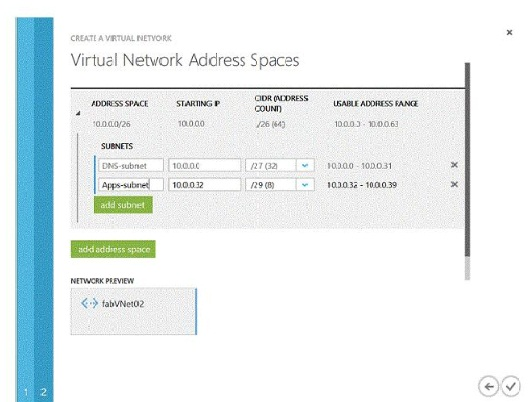 CREATE A VIRTUAL NETWORK
Virtual Network Address Spaces
ADDRESS SPACE STARTING IP CIDR (ADDRESS COUNT) USABLE ADDRESS RANGE
10.0.0.0/26 10.0.0.0 /26 (64) 10.0.0.0 - 10.0.0.63
SUBNETS
DNS-subnet 10.0.0.0 /27 (32) 10.0.0.0 - 10.0.0.31
Apps-subnet 10.0.0.32 /29 (8) 10.0.0.32 - 10.0.0.39
add subnet
add address space
NETWORK PREVIEW
fabVNet02
1 2